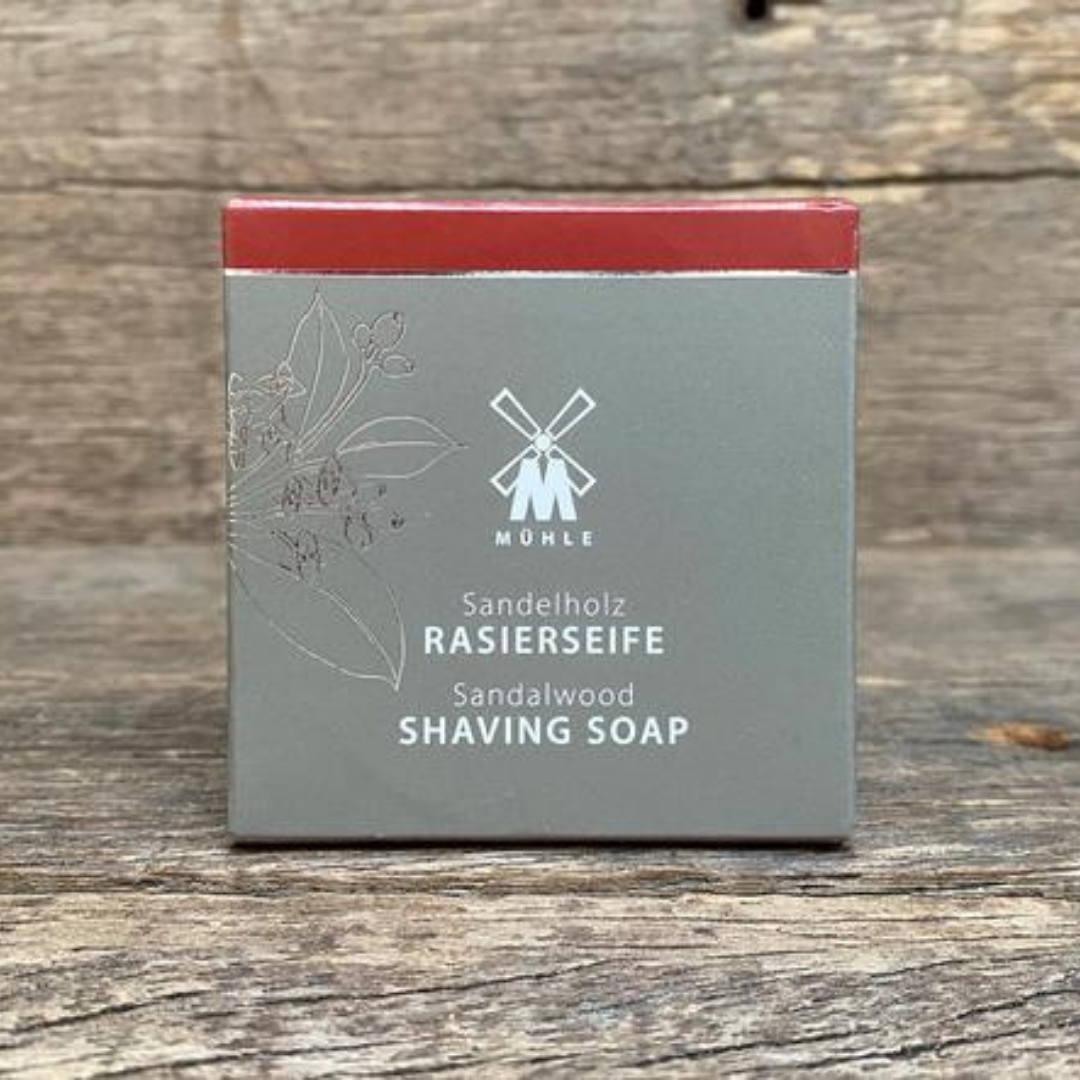 M
MÜHLE
Sandelholz
RASIERSEIFE
Sandalwood
SHAVING SOAP